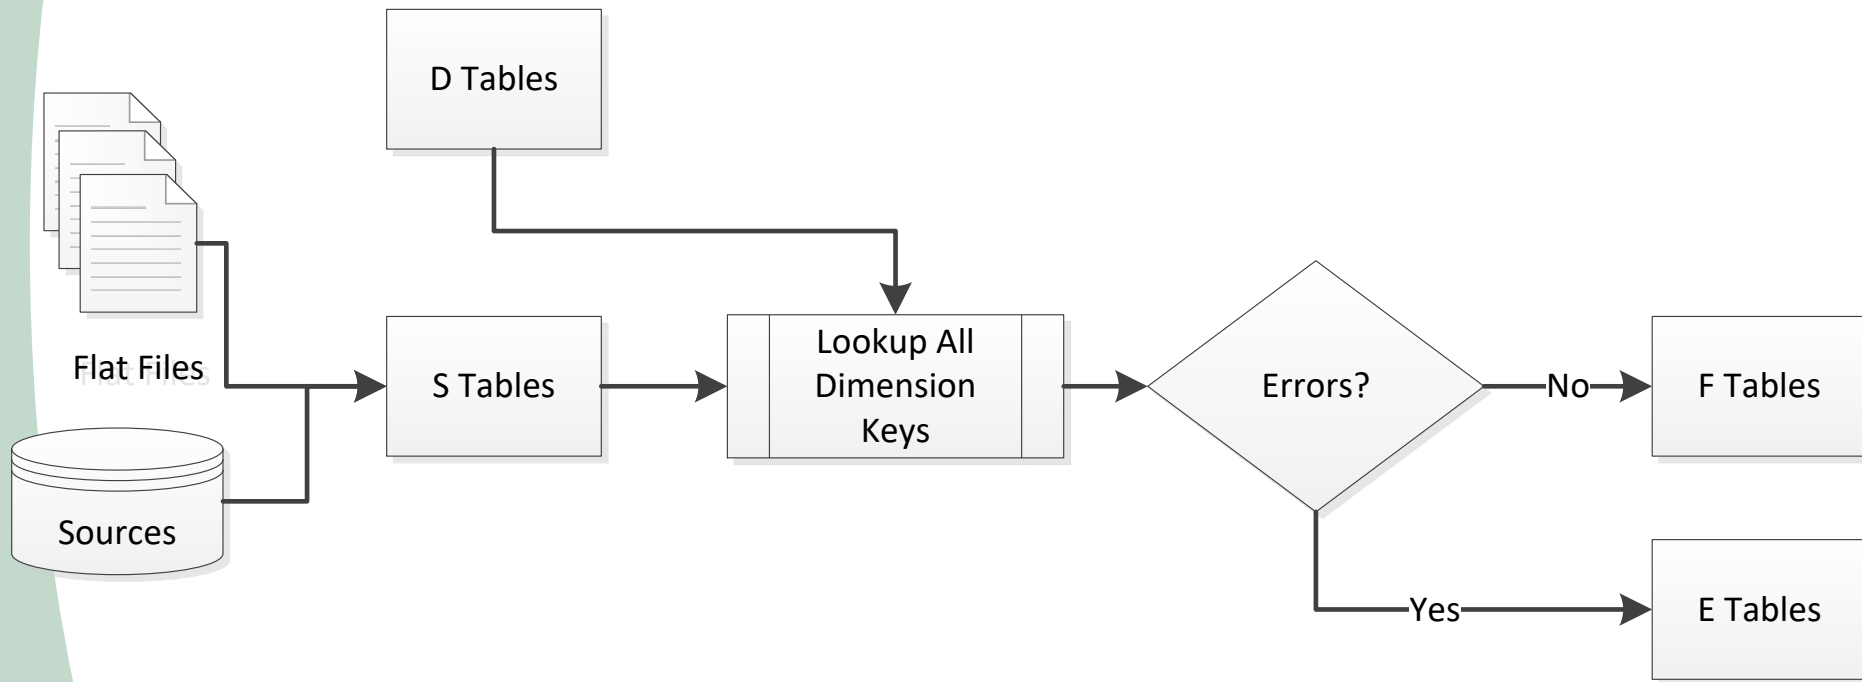 D Tables
Flat Files
Sources
S Tables
Lookup All
Dimension
Keys
Errors?
No
F Tables
Yes
E Tables